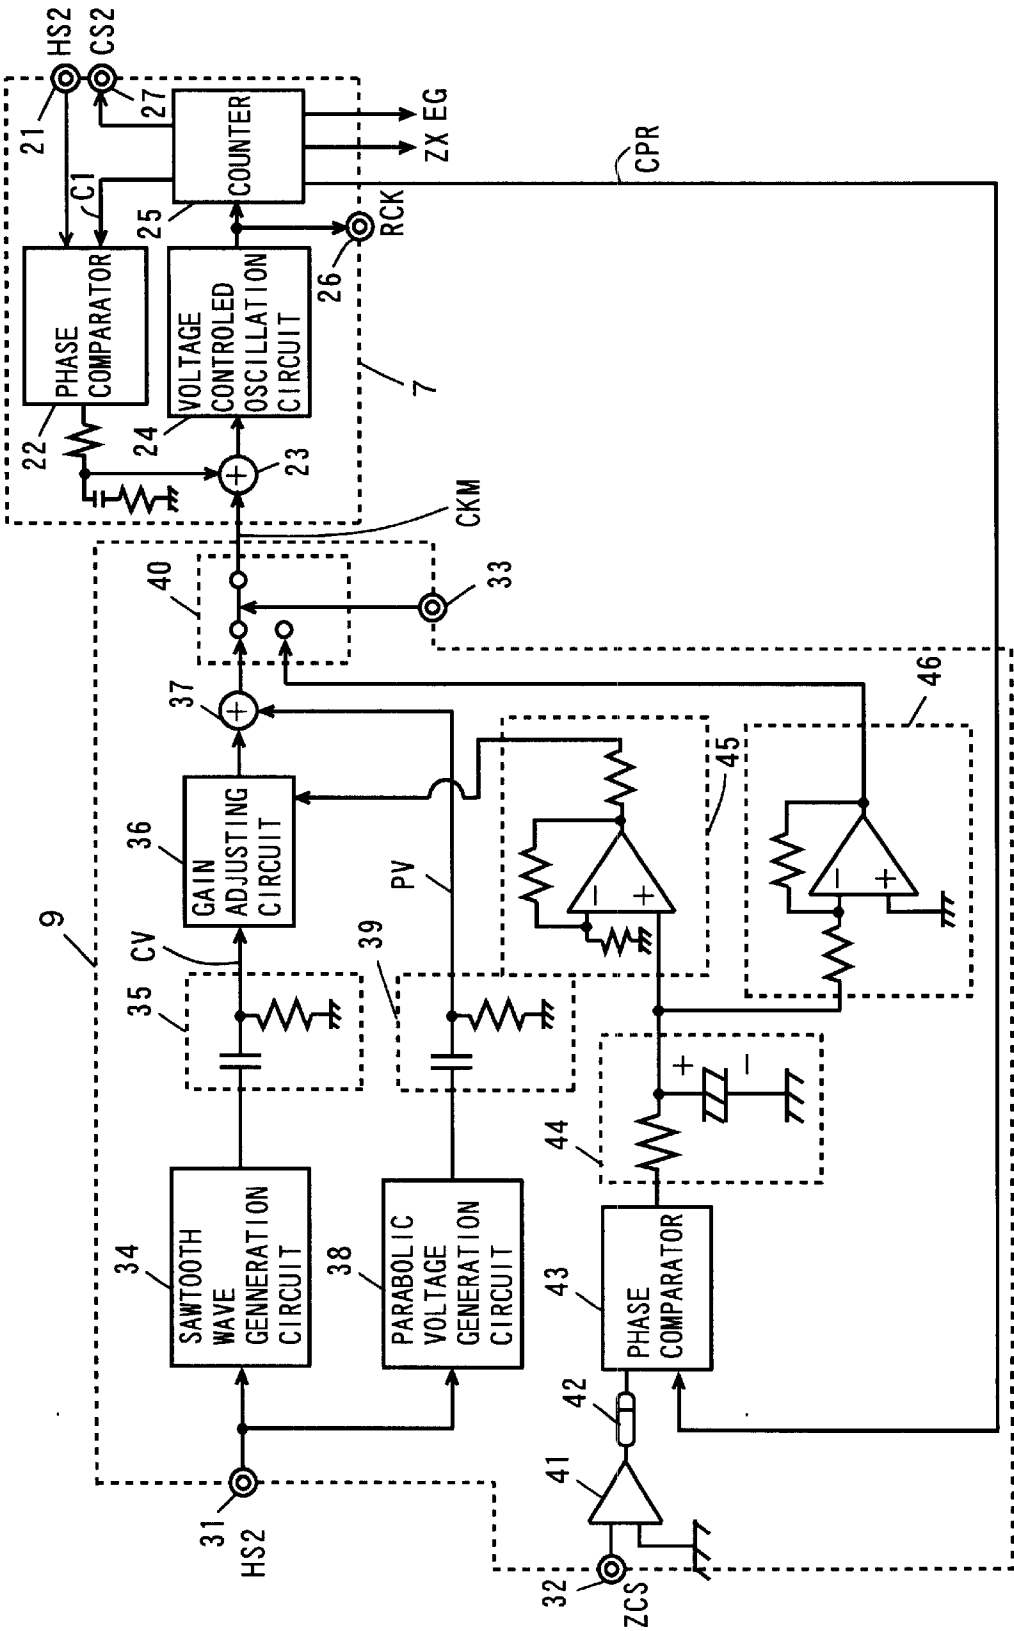 9
31
HS2
34
SAWTOOTH
WAVE
GENNERATION
CIRCUIT
35
CV
36
GAIN
ADJUSTING
CIRCUIT
37
+
40
CKM
33
38
PARABOLIC
VOLTAGE
GENERATION
CIRCUIT
39
PV
32
ZCS
41
42
43
PHASE
COMPARATOR
44
+
−
−
+
45
−
+
46
7
22
PHASE
COMPARATOR
C1
21
HS2
CS2
27
23
+
24
VOLTAGE
CONTROLED
OSCILLATION
CIRCUIT
25
COUNTER
26
RCK
ZX
EG
CPR